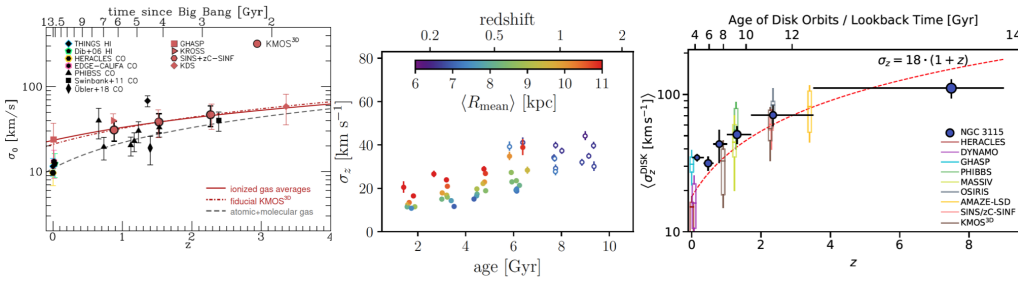 time since Big Bang [Gyr]
13.5 9 7 6 5 4 3 2
THINGS HI
Dib+06 HI
HERACLES CO
EDGE-CALIFA CO
PHIBSS CO
Swinbank+11 CO
Übler+18 CO
GHASP
KROSS
SINS+zC-SINF
KDS
KMOS3D
100
10
σ0 [km/s]
ionized gas averages
fiducial KMOS3D
atomic+molecular gas
0 1 2 3 4
z
redshift
0.2 0.5 1 2
6 7 8 9 10 11
⟨Rmean⟩ [kpc]
80
60
40
20
0
σz [km s−1]
2 4 6 8 10
age [Gyr]
Age of Disk Orbits / Lookback Time [Gyr]
4 6 8 10 12 13 14
σz = 18 · (1 + z)
100
10
⟨σzDISK⟩ [km s−1]
NGC 3115
HERACLES
DYNAMO
GHASP
PHIBSS
MASSIV
OSIRIS
AMAZE-LSD
SINS/zC-SINF
KMOS3D
0 2 4 6 8
z